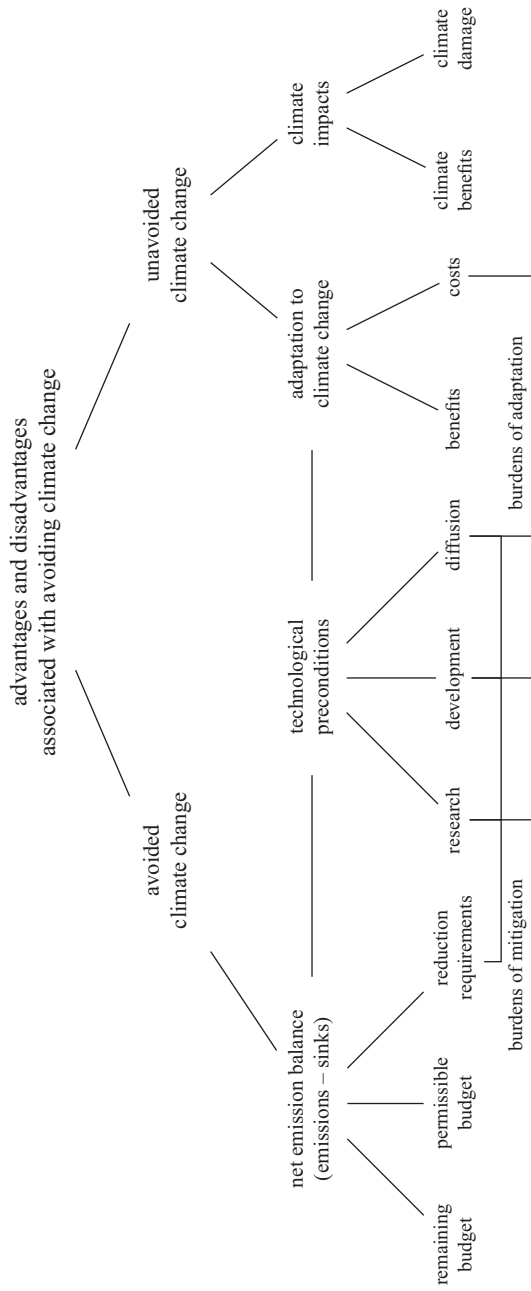 advantages and disadvantages
associated with avoiding climate change
avoided
climate change
unavoided
climate change
net emission balance
(emissions – sinks)
technological
preconditions
adaptation to
climate change
climate
impacts
remaining
budget
permissible
budget
reduction
requirements
research
development
diffusion
benefits
costs
climate
benefits
climate
damage
burdens of mitigation
burdens of adaptation